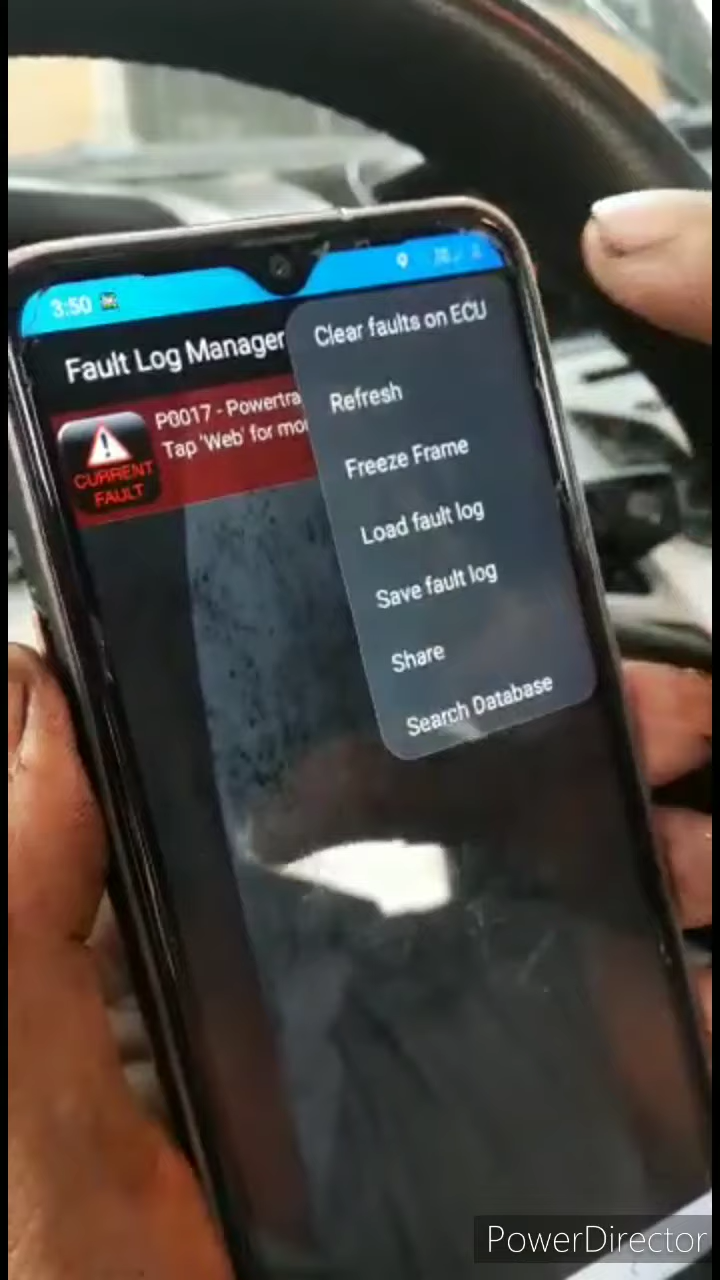 3:50
Fault Log Manager
P0017 - Powertra
Tap 'Web' for mo
CURRENT
FAULT
Clear faults on ECU
Refresh
Freeze Frame
Load fault log
Save fault log
Share
Search Database
PowerDirector